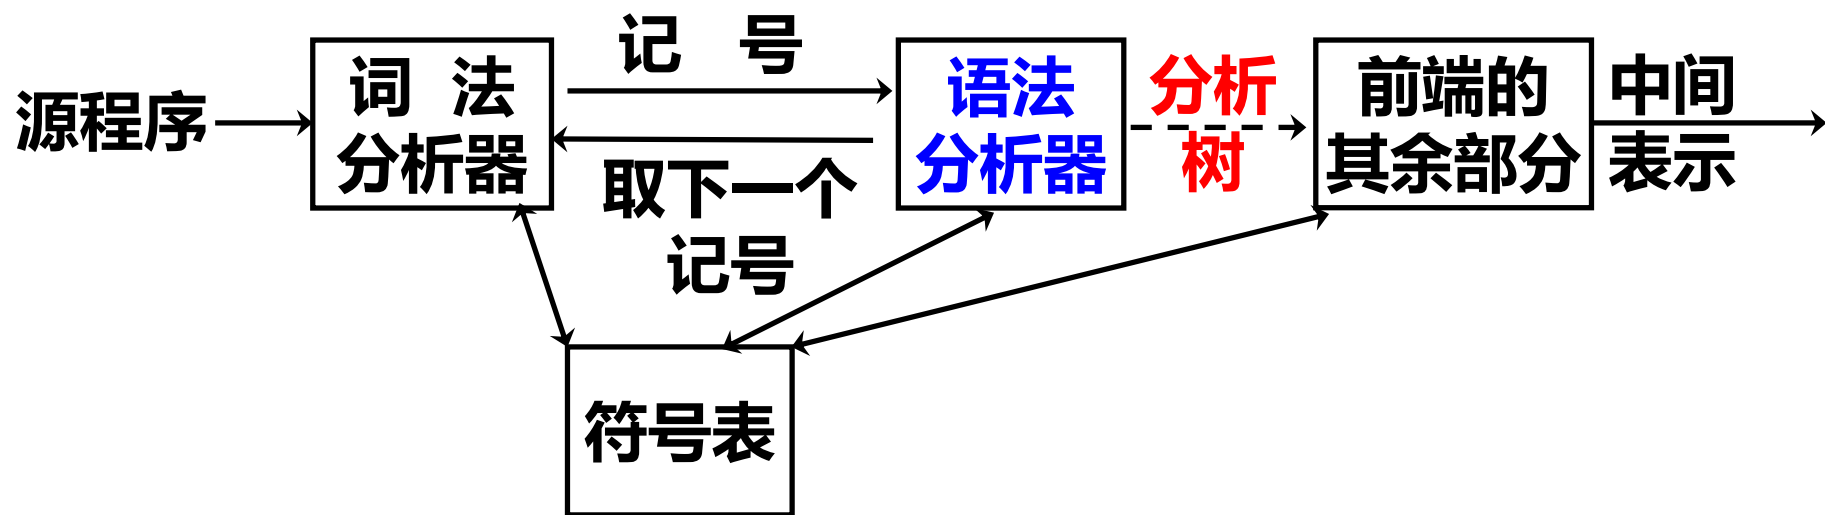 源程序
词 法
分析器
记 号
取下一个
记号
语法
分析器
分析
树
前端的
其余部分
中间
表示
符号表